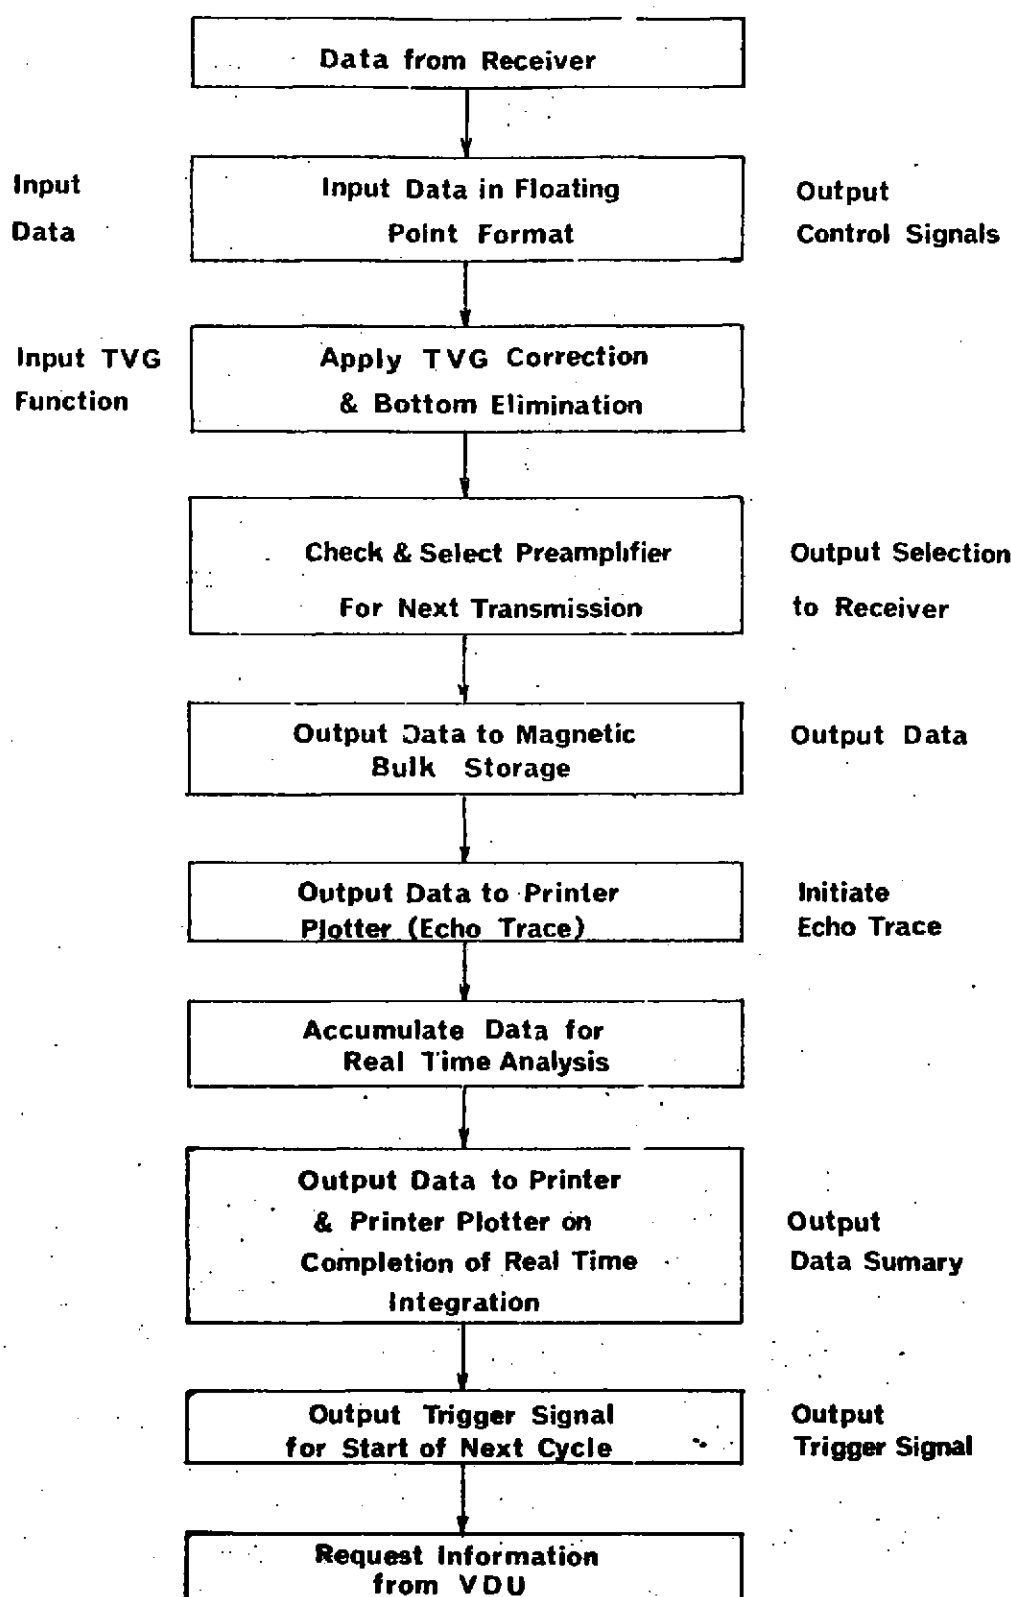 Data from Receiver
Input
Data
Input Data in Floating
Point Format
Output
Control Signals
Input TVG
Function
Apply TVG Correction
& Bottom Elimination
Check & Select Preamplifier
For Next Transmission
Output Selection
to Receiver
Output Data to Magnetic
Bulk Storage
Output Data
Output Data to Printer
Plotter (Echo Trace)
Initiate
Echo Trace
Accumulate Data for
Real Time Analysis
Output Data to Printer
& Printer Plotter on
Completion of Real Time
Integration
Output
Data Sumary
Output Trigger Signal
for Start of Next Cycle
Output
Trigger Signal
Request Information
from VDU